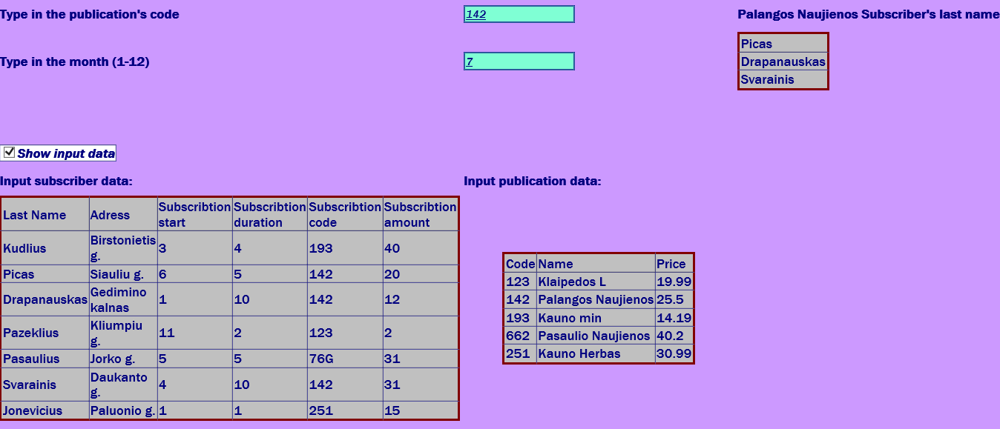 Type in the publication's code
142
Palangos Naujienos Subscriber's last name
Picas
Drapanauskas
Svarainis
Type in the month (1-12)
7
Show input data
Input subscriber data:
Last Name Adress Subscribtion start Subscribtion duration Subscribtion code Subscribtion amount
Kudlius Birstonietis g. 3 4 193 40
Picas Siauliu g. 6 5 142 20
Drapanauskas Gedimino kalnas 1 10 142 12
Pazeklius Kliumpiu g. 11 2 123 2
Pasaulius Jorko g. 5 5 76G 31
Svarainis Daukanto g. 4 10 142 31
Jonevicius Paluonio g. 1 1 251 15
Input publication data:
Code Name Price
123 Klaipedos L 19.99
142 Palangos Naujienos 25.5
193 Kauno min 14.19
662 Pasaulio Naujienos 40.2
251 Kauno Herbas 30.99